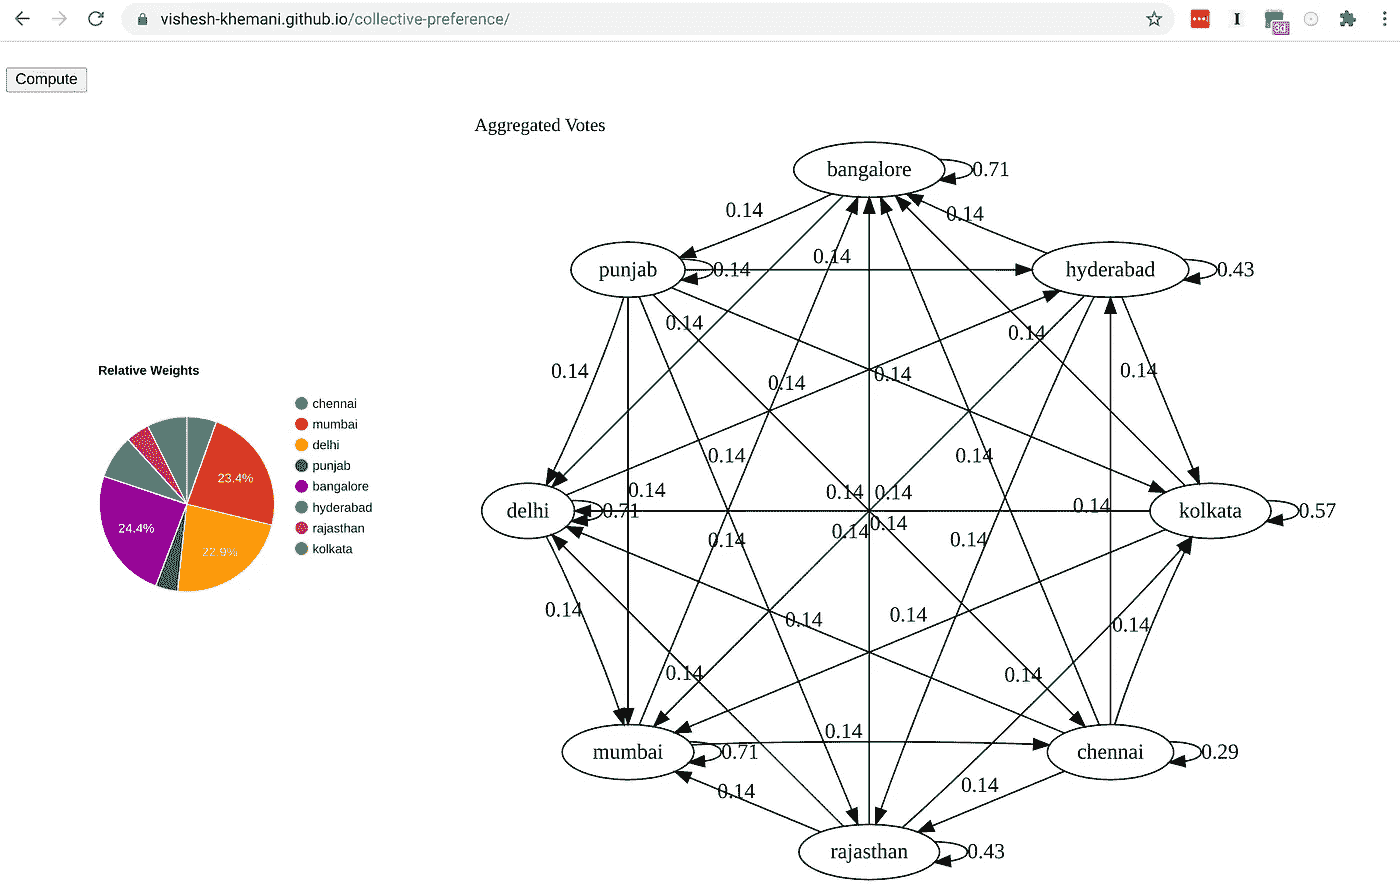 vishesh-khemani.github.io/collective-preference/
Compute
Aggregated Votes
bangalore
0.71
0.14
0.14
punjab
0.14
0.14
hyderabad
0.43
0.14
0.14
Relative Weights
0.14
0.14
0.14
0.14
chennai
mumbai
delhi
punjab
bangalore
hyderabad
rajasthan
kolkata
23.4%
24.4%
22.9%
0.14
0.14
0.14
0.14
0.14
delhi
0.71
0.14
kolkata
0.57
0.14
0.14
0.14
0.14
0.14
0.14
0.14
0.14
0.14
0.14
0.14
0.14
mumbai
0.71
chennai
0.29
0.14
0.14
rajasthan
0.43